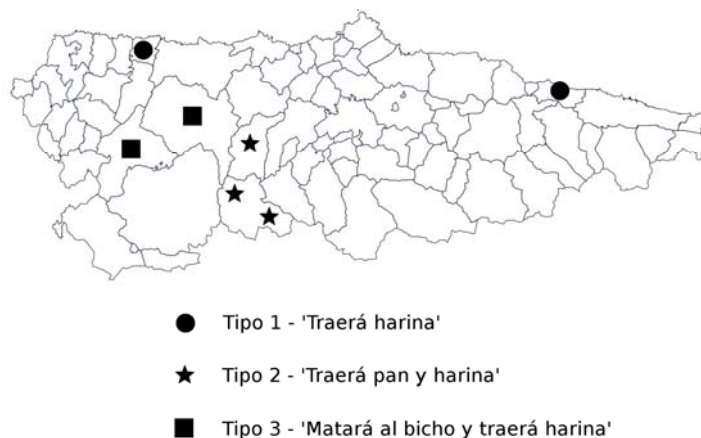 Tipo 1 - 'Traerá harina'
Tipo 2 - 'Traerá pan y harina'
Tipo 3 - 'Matará al bicho y traerá harina'